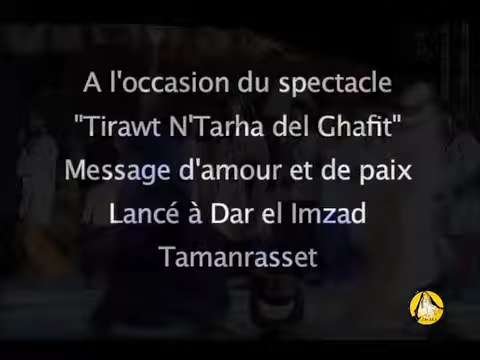 A l'occasion du spectacle
"Tirawt N'Tarha del Ghafit"
Message d'amour et de paix
Lancé à Dar el Imzad
Tamanrasset